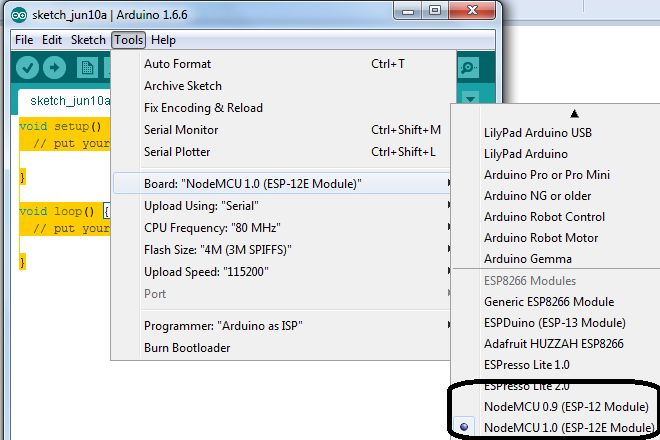 sketch_jun10a | Arduino 1.6.6
File Edit Sketch Tools Help
sketch_jun10a
void setup()
// put your
}
void loop() {
// put your
}
Auto Format Ctrl+T
Archive Sketch
Fix Encoding & Reload
Serial Monitor Ctrl+Shift+M
Serial Plotter Ctrl+Shift+L
Board: "NodeMCU 1.0 (ESP-12E Module)"
Upload Using: "Serial"
CPU Frequency: "80 MHz"
Flash Size: "4M (3M SPIFFS)"
Upload Speed: "115200"
Port
Programmer: "Arduino as ISP"
Burn Bootloader
LilyPad Arduino USB
LilyPad Arduino
Arduino Pro or Pro Mini
Arduino NG or older
Arduino Robot Control
Arduino Robot Motor
Arduino Gemma
ESP8266 Modules
Generic ESP8266 Module
ESPDuino (ESP-13 Module)
Adafruit HUZZAH ESP8266
ESPresso Lite 1.0
ESPresso Lite 2.0
NodeMCU 0.9 (ESP-12 Module)
NodeMCU 1.0 (ESP-12E Module)